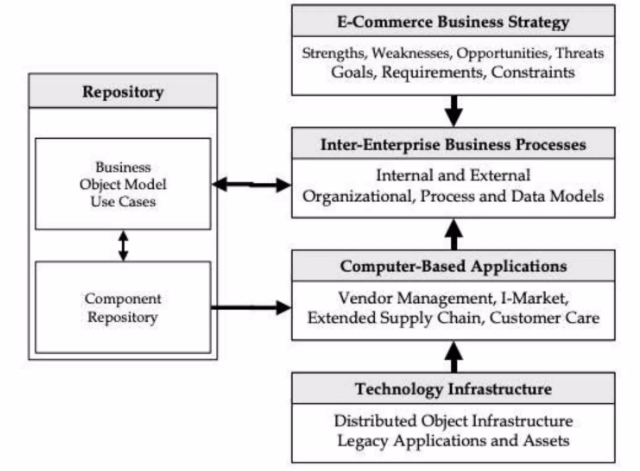 E-Commerce Business Strategy
Strengths, Weaknesses, Opportunities, Threats
Goals, Requirements, Constraints
Repository
Inter-Enterprise Business Processes
Internal and External
Organizational, Process and Data Models
Business
Object Model
Use Cases
Computer-Based Applications
Vendor Management, I-Market,
Extended Supply Chain, Customer Care
Component
Repository
Technology Infrastructure
Distributed Object Infrastructure
Legacy Applications and Assets